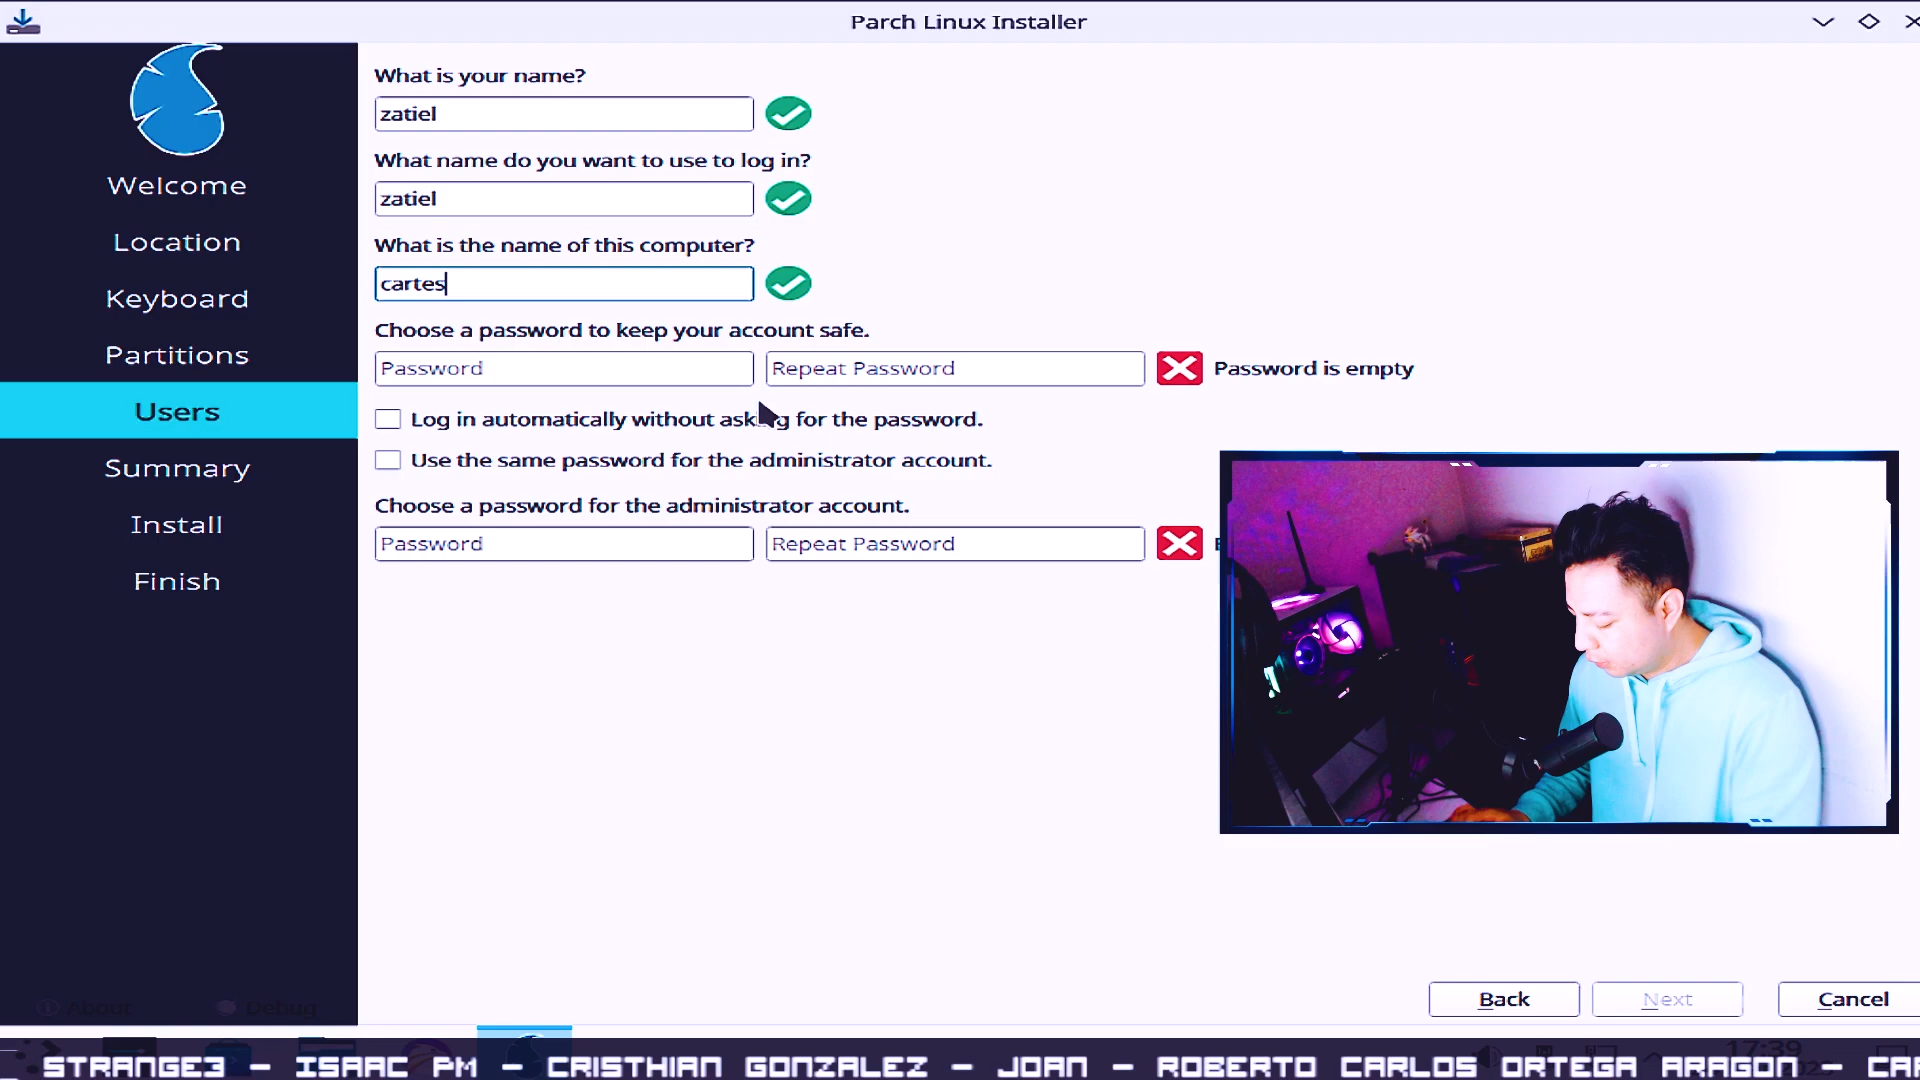 Parch Linux Installer
What is your name?
zatiel
What name do you want to use to log in?
zatiel
What is the name of this computer?
cartes
Choose a password to keep your account safe.
Password
Repeat Password
Password is empty
Log in automatically without asking for the password.
Use the same password for the administrator account.
Choose a password for the administrator account.
Password
Repeat Password
Welcome
Location
Keyboard
Partitions
Users
Summary
Install
Finish
About
Debug
Back
Next
Cancel
17:39
STRANGE3 - ISAAC PM - CRISTHIAN GONZALEZ - JOAN - ROBERTO CARLOS ORTEGA ARAGON -